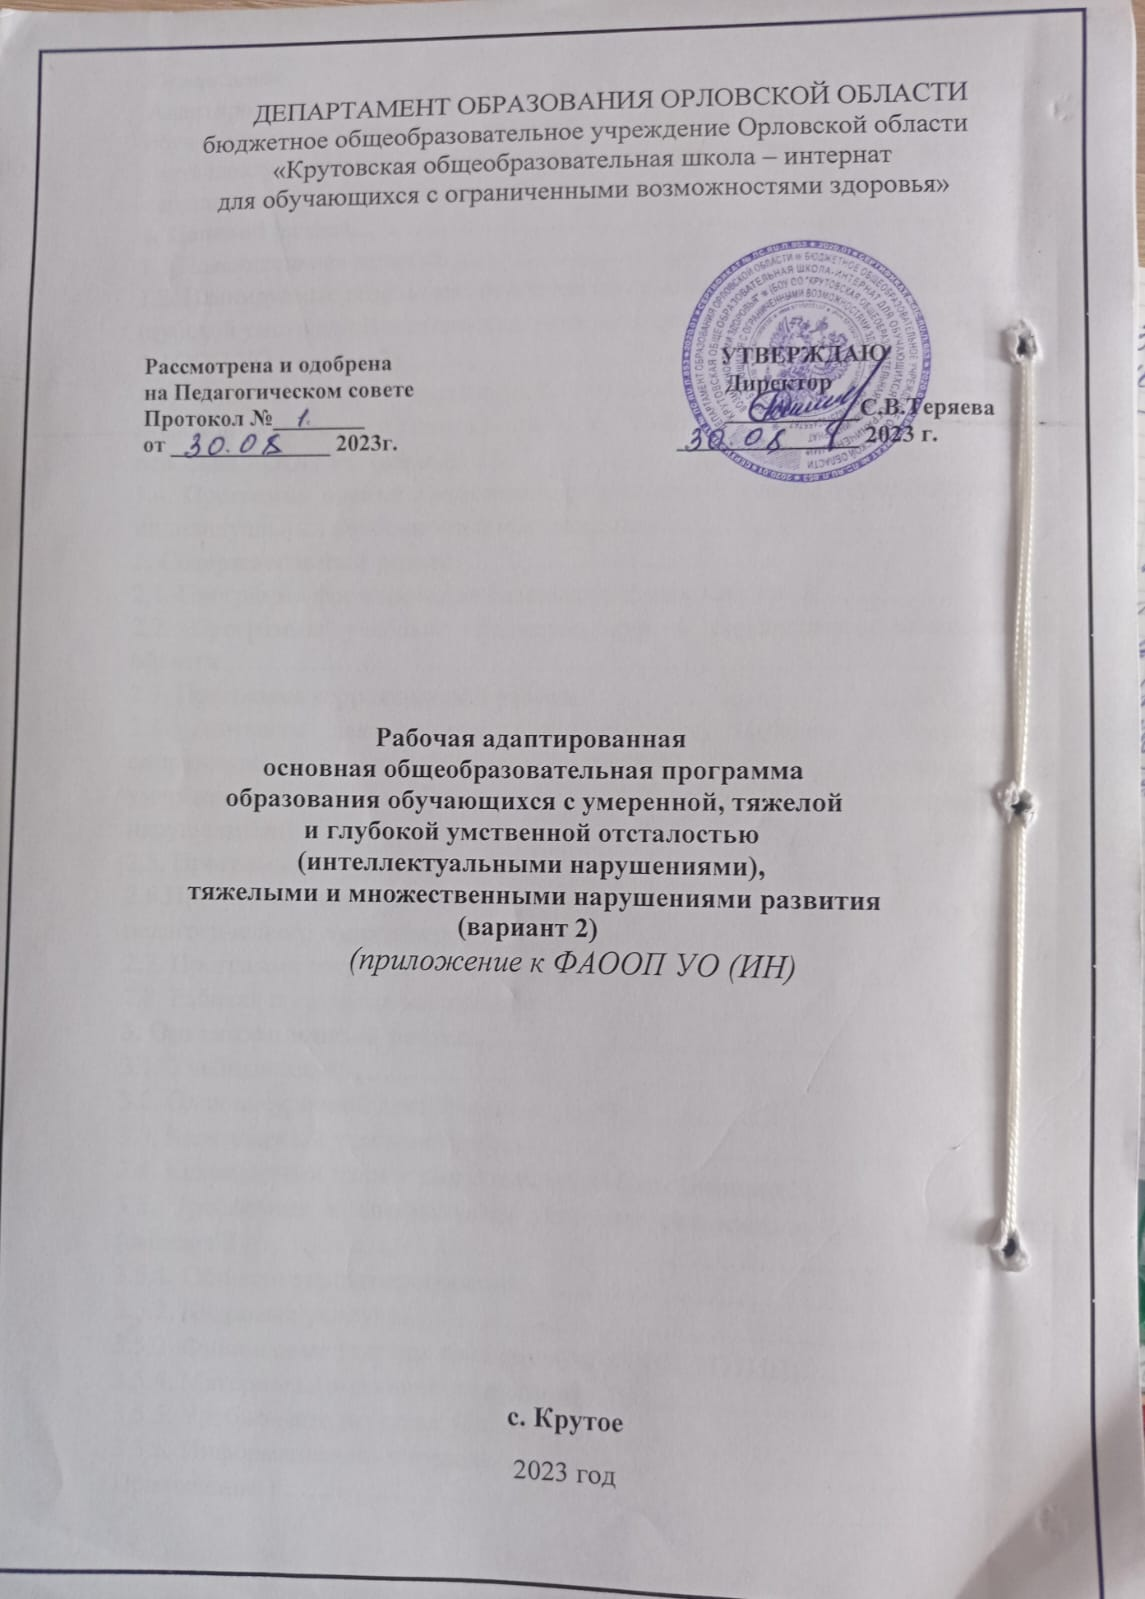 ДЕПАРТАМЕНТ ОБРАЗОВАНИЯ ОРЛОВСКОЙ ОБЛАСТИ
бюджетное общеобразовательное учреждение Орловской области
«Крутовская общеобразовательная школа – интернат
для обучающихся с ограниченными возможностями здоровья»
Рассмотрена и одобрена
на Педагогическом совете
Протокол № 1.
от 30.08 2023г.
УТВЕРЖДАЮ
Директор
С.В.Теряева
30.08 2023 г.
Рабочая адаптированная
основная общеобразовательная программа
образования обучающихся с умеренной, тяжелой
и глубокой умственной отсталостью
(интеллектуальными нарушениями),
тяжелыми и множественными нарушениями развития
(вариант 2)
(приложение к ФАООП УО (ИН)
с. Крутое
2023 год